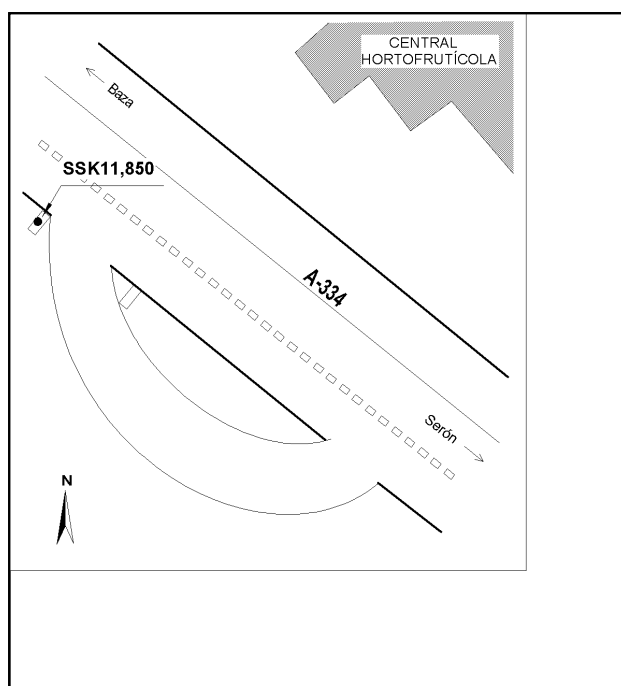 CENTRAL
HORTOFRUTÍCOLA
Baza
SSK11,850
A-334
Serón
N